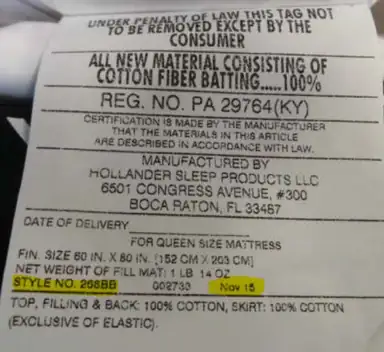 UNDER PENALTY OF LAW THIS TAG NOT
TO BE REMOVED EXCEPT BY THE
CONSUMER
ALL NEW MATERIAL CONSISTING OF
COTTON FIBER BATTING.....100%
REG. NO. PA 29764(KY)
CERTIFICATION IS MADE BY THE MANUFACTURER
THAT THE MATERIALS IN THIS ARTICLE
ARE DESCRIBED IN ACCORDANCE WITH LAW.
MANUFACTURED BY
HOLLANDER SLEEP PRODUCTS LLC
6501 CONGRESS AVENUE, #300
BOCA RATON, FL 33487
DATE OF DELIVERY
FOR QUEEN SIZE MATTRESS
FIN. SIZE 60 IN. X 80 IN. [152 CM X 203 CM]
NET WEIGHT OF FILL MAT: 1 LB 14 OZ
STYLE NO. 268BB 002730 Nov 15
TOP, FILLING & BACK: 100% COTTON, SKIRT: 100% COTTON
(EXCLUSIVE OF ELASTIC).